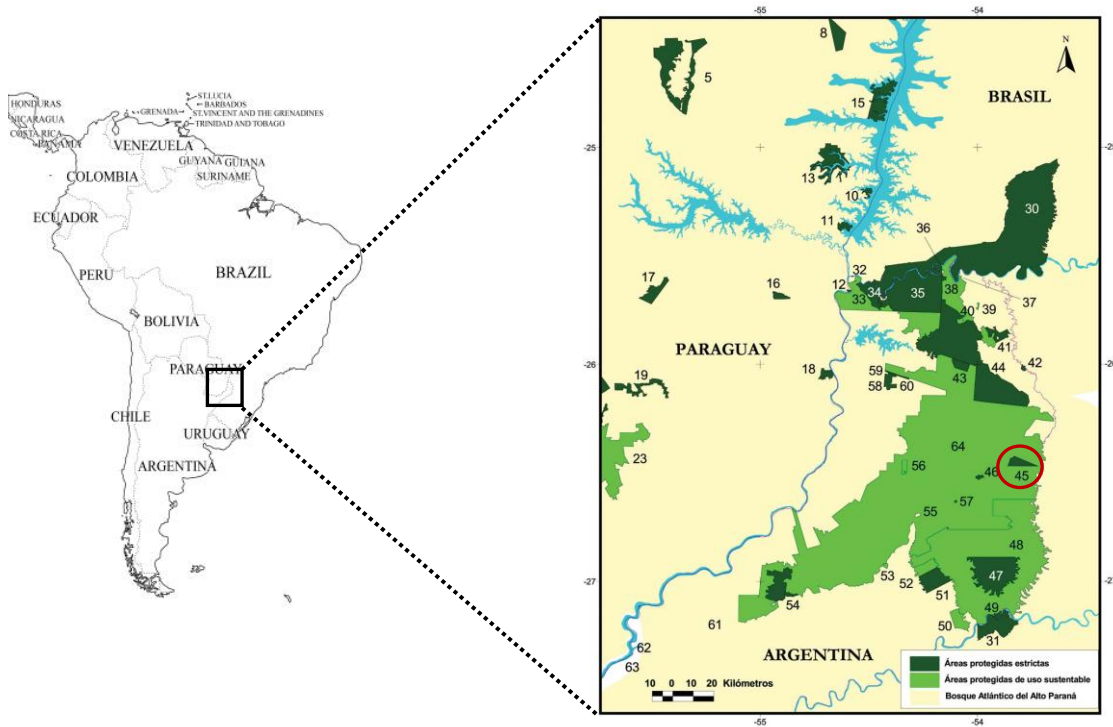 HONDURAS
NICARAGUA
COSTA RICA
PANAMA
ST.LUCIA
BARBADOS
GRENADA
ST.VINCENT AND THE GRENADINES
TRINIDAD AND TOBAGO
VENEZUELA
GUYANA
GUIANA
SURINAME
COLOMBIA
ECUADOR
PERU
BRAZIL
BOLIVIA
PARAGUAY
CHILE
URUGUAY
ARGENTINA
-55
-54
8
N
5
15
BRASIL
-25
-25
13
10
30
11
36
17
16
32
12
33
34
35
38
37
40
39
41
PARAGUAY
-26
-26
18
59
58
60
43
44
42
19
23
64
56
46
45
57
55
48
-27
-27
53
52
51
47
54
49
50
31
61
62
63
ARGENTINA
10 0 10 20 Kilómetros
Áreas protegidas estrictas
Áreas protegidas de uso sustentable
Bosque Atlántico del Alto Paraná
-55
-54